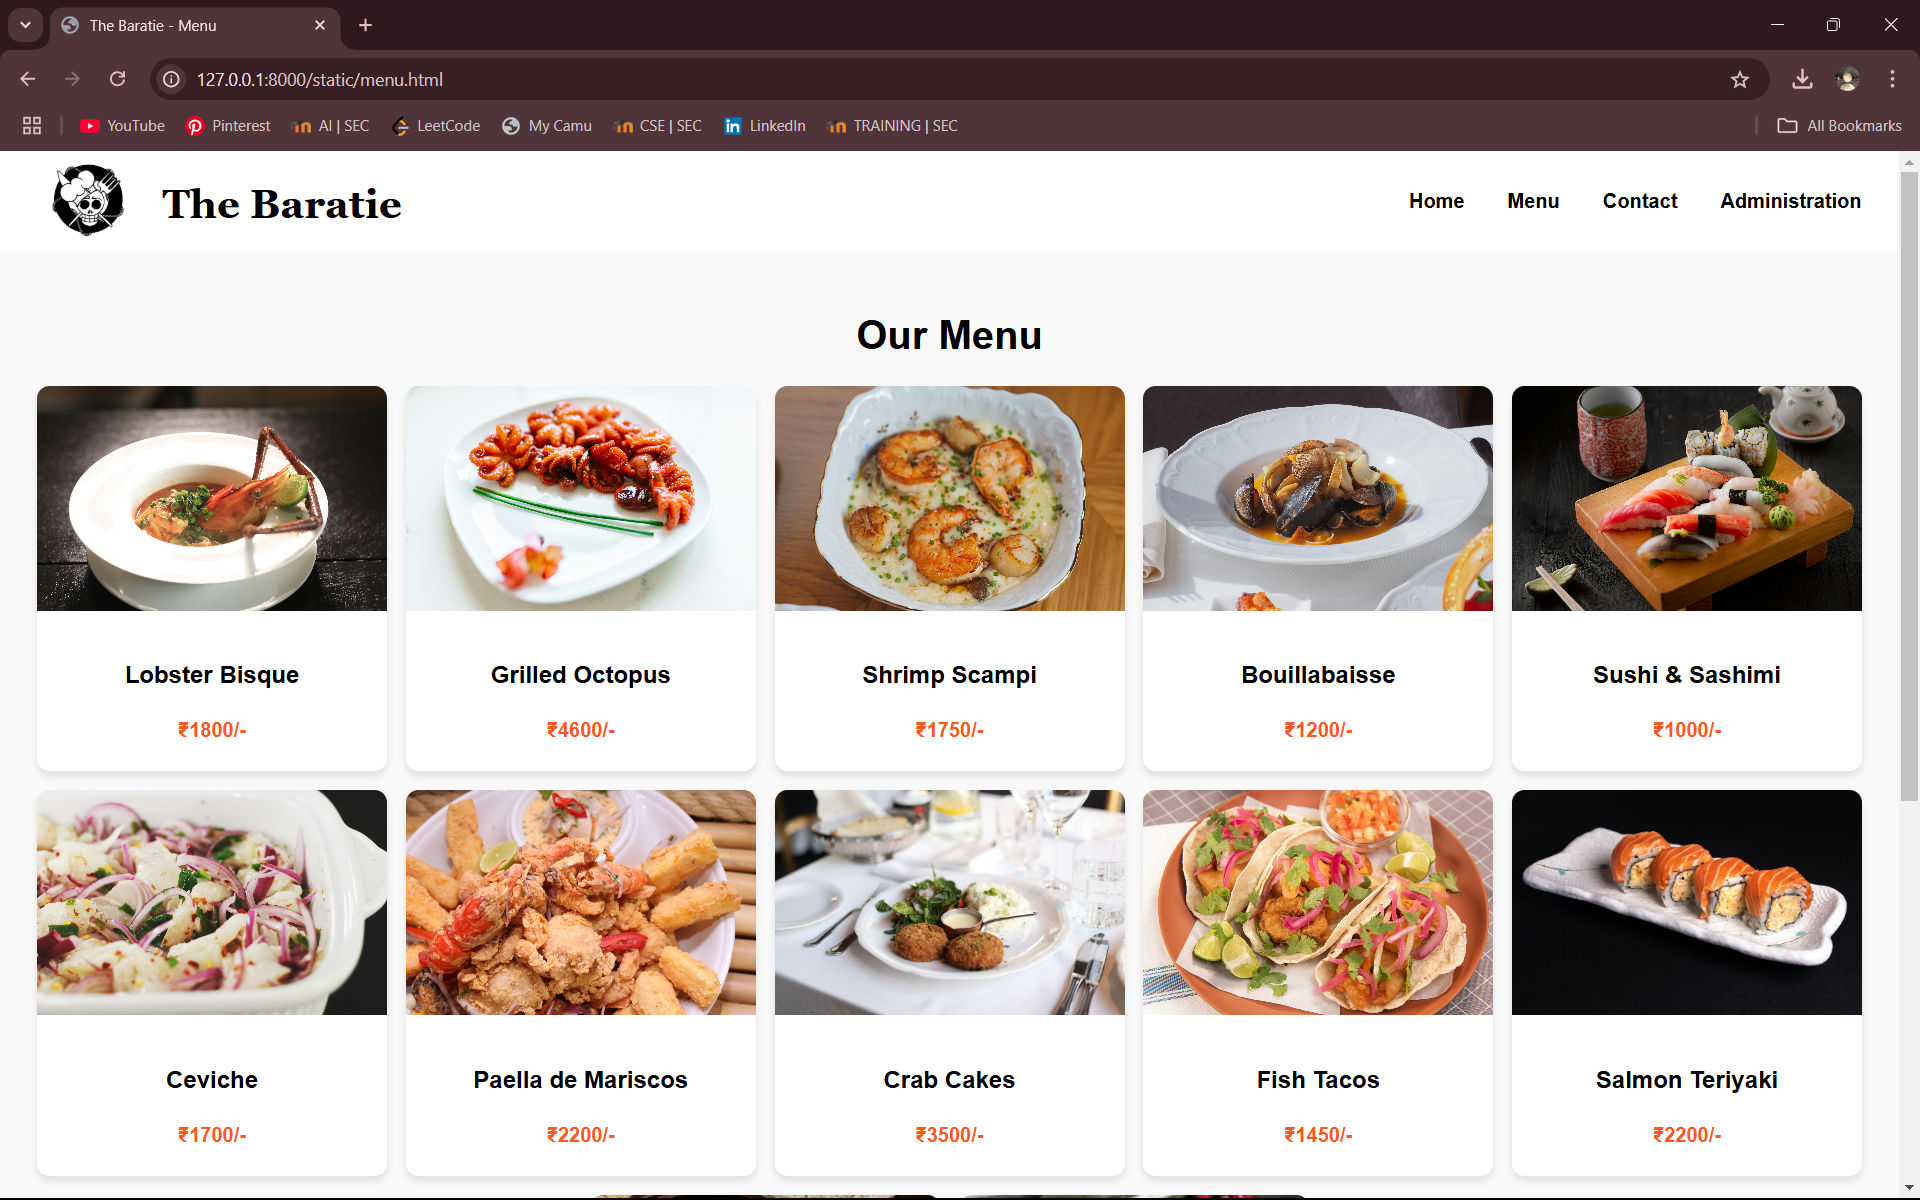 The Baratie - Menu
127.0.0.1:8000/static/menu.html
YouTube Pinterest AI | SEC LeetCode My Camu CSE | SEC LinkedIn TRAINING | SEC All Bookmarks
The Baratie Home Menu Contact Administration
Our Menu
Lobster Bisque Grilled Octopus Shrimp Scampi Bouillabaisse Sushi & Sashimi
₹1800/- ₹4600/- ₹1750/- ₹1200/- ₹1000/-
Ceviche Paella de Mariscos Crab Cakes Fish Tacos Salmon Teriyaki
₹1700/- ₹2200/- ₹3500/- ₹1450/- ₹2200/-